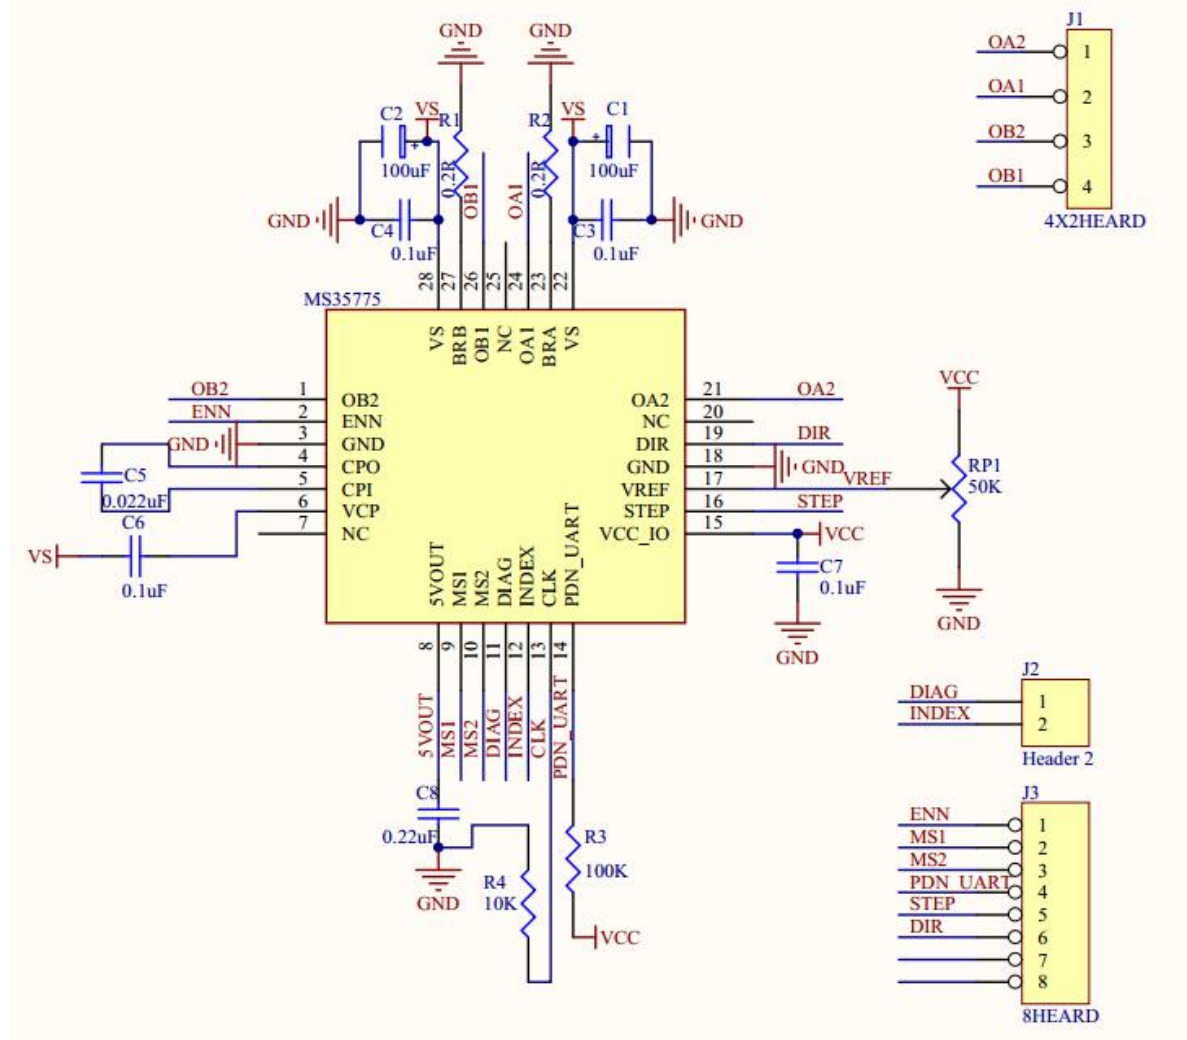 GND
GND
J1
OA2
1
OA1
2
OB2
3
OB1
4
4X2HEARD
C2
VS
R1
+
100uF
0.2R
OB1
GND
C4
0.1uF
R2
VS
C1
+
100uF
0.2R
OA1
C3
GND
0.1uF
28
27
26
25
24
23
22
MS35775
VS
BRB
OB1
NC
OA1
BRA
VS
OB2
1
OB2
ENN
2
ENN
GND
3
GND
4
CPO
C5
0.022uF
5
CPI
6
VCP
C6
7
NC
VS
0.1uF
OA2
21
OA2
NC
20
DIR
19
DIR
GND
18
GND
VREF
17
VREF
STEP
16
STEP
VCC_IO
15
VCC
C7
0.1uF
GND
VCC
RP1
50K
GND
5VOUT
MS1
MS2
DIAG
INDEX
CLK
PDN_UART
8
9
10
11
12
13
14
5VOUT
MS1
MS2
DIAG
INDEX
CLK
PDN_UART
C8
0.22uF
GND
R4
10K
R3
100K
VCC
J2
DIAG
1
INDEX
2
Header 2
J3
ENN
1
MS1
2
MS2
3
PDN_UART
4
STEP
5
DIR
6
7
8
8HEARD